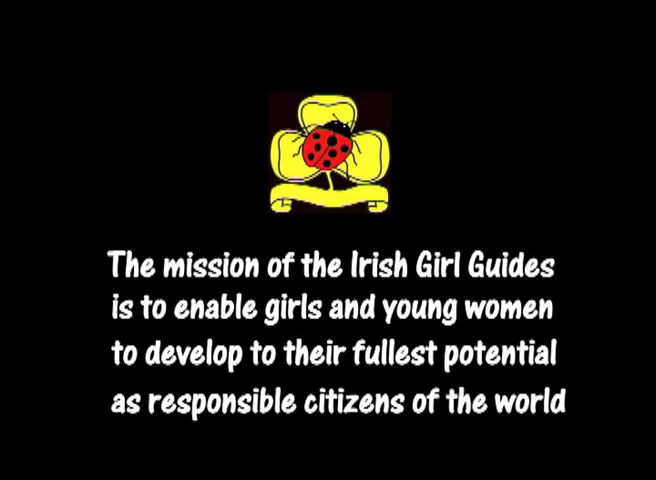 The mission of the Irish Girl Guides
is to enable girls and young women
to develop to their fullest potential
as responsible citizens of the world